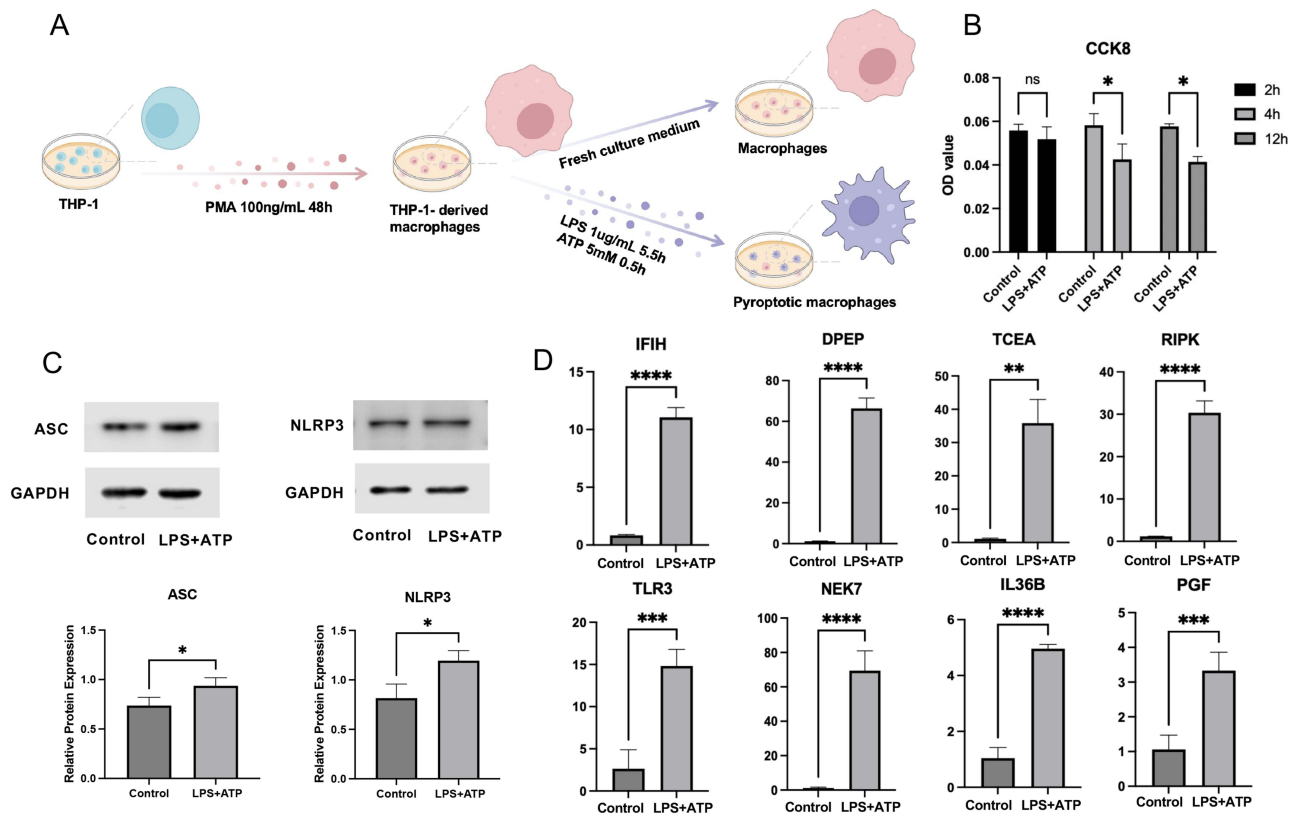 A
THP-1
PMA 100ng/mL 48h
THP-1- derived
macrophages
Fresh culture medium
LPS 1ug/mL 5.5h
ATP 5mM 0.5h
Macrophages
Pyroptotic macrophages
B
CCK8
OD value
0.08
0.06
0.04
0.02
0.00
ns
*
*
Control
LPS+ATP
Control
LPS+ATP
Control
LPS+ATP
2h
4h
12h
C
ASC
GAPDH
Control LPS+ATP
NLRP3
GAPDH
Control LPS+ATP
ASC
Relative Protein Expression
1.5
1.0
0.5
0.0
*
Control LPS+ATP
NLRP3
Relative Protein Expression
1.5
1.0
0.5
0.0
*
Control LPS+ATP
D
IFIH
15
10
5
0
****
Control LPS+ATP
DPEP
80
60
40
20
0
****
Control LPS+ATP
TCEA
50
40
30
20
10
0
**
Control LPS+ATP
RIPK
40
30
20
10
0
****
Control LPS+ATP
TLR3
20
15
10
5
0
***
Control LPS+ATP
NEK7
100
80
60
40
20
0
****
Control LPS+ATP
IL36B
6
4
2
0
****
Control LPS+ATP
PGF
5
4
3
2
1
0
***
Control LPS+ATP